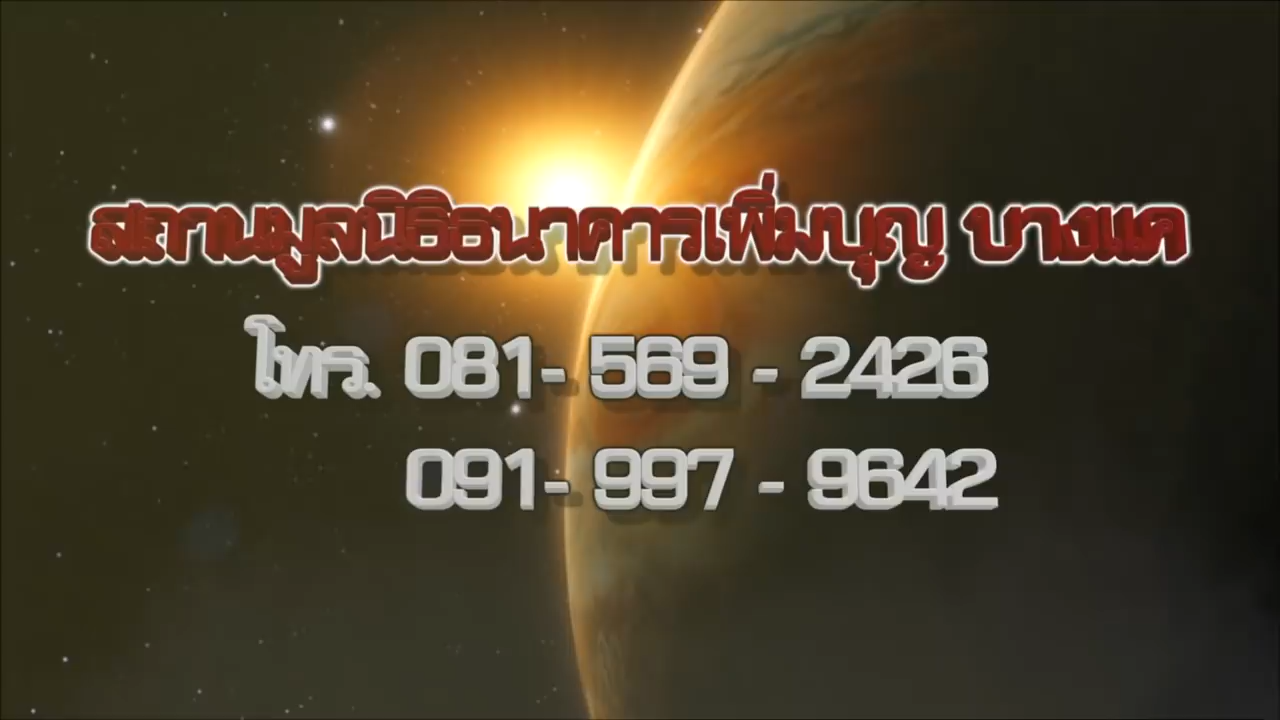 สถานมูลนิธิธนาคารเพิ่มบุญ บางแค
โทร. 081- 569 - 2426
091- 997 - 9642